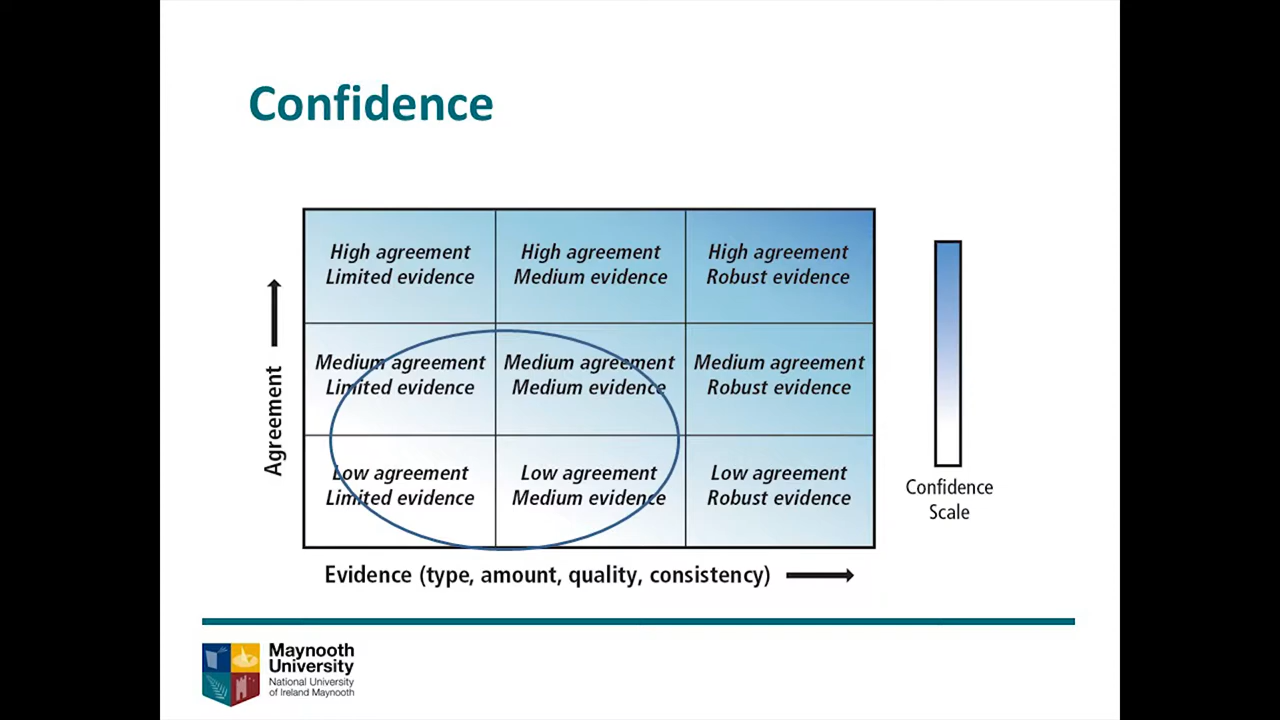 Confidence
High agreement
Limited evidence
High agreement
Medium evidence
High agreement
Robust evidence
Medium agreement
Limited evidence
Medium agreement
Medium evidence
Medium agreement
Robust evidence
Low agreement
Limited evidence
Low agreement
Medium evidence
Low agreement
Robust evidence
Agreement
Evidence (type, amount, quality, consistency)
Confidence
Scale
Maynooth
University
National University
of Ireland Maynooth